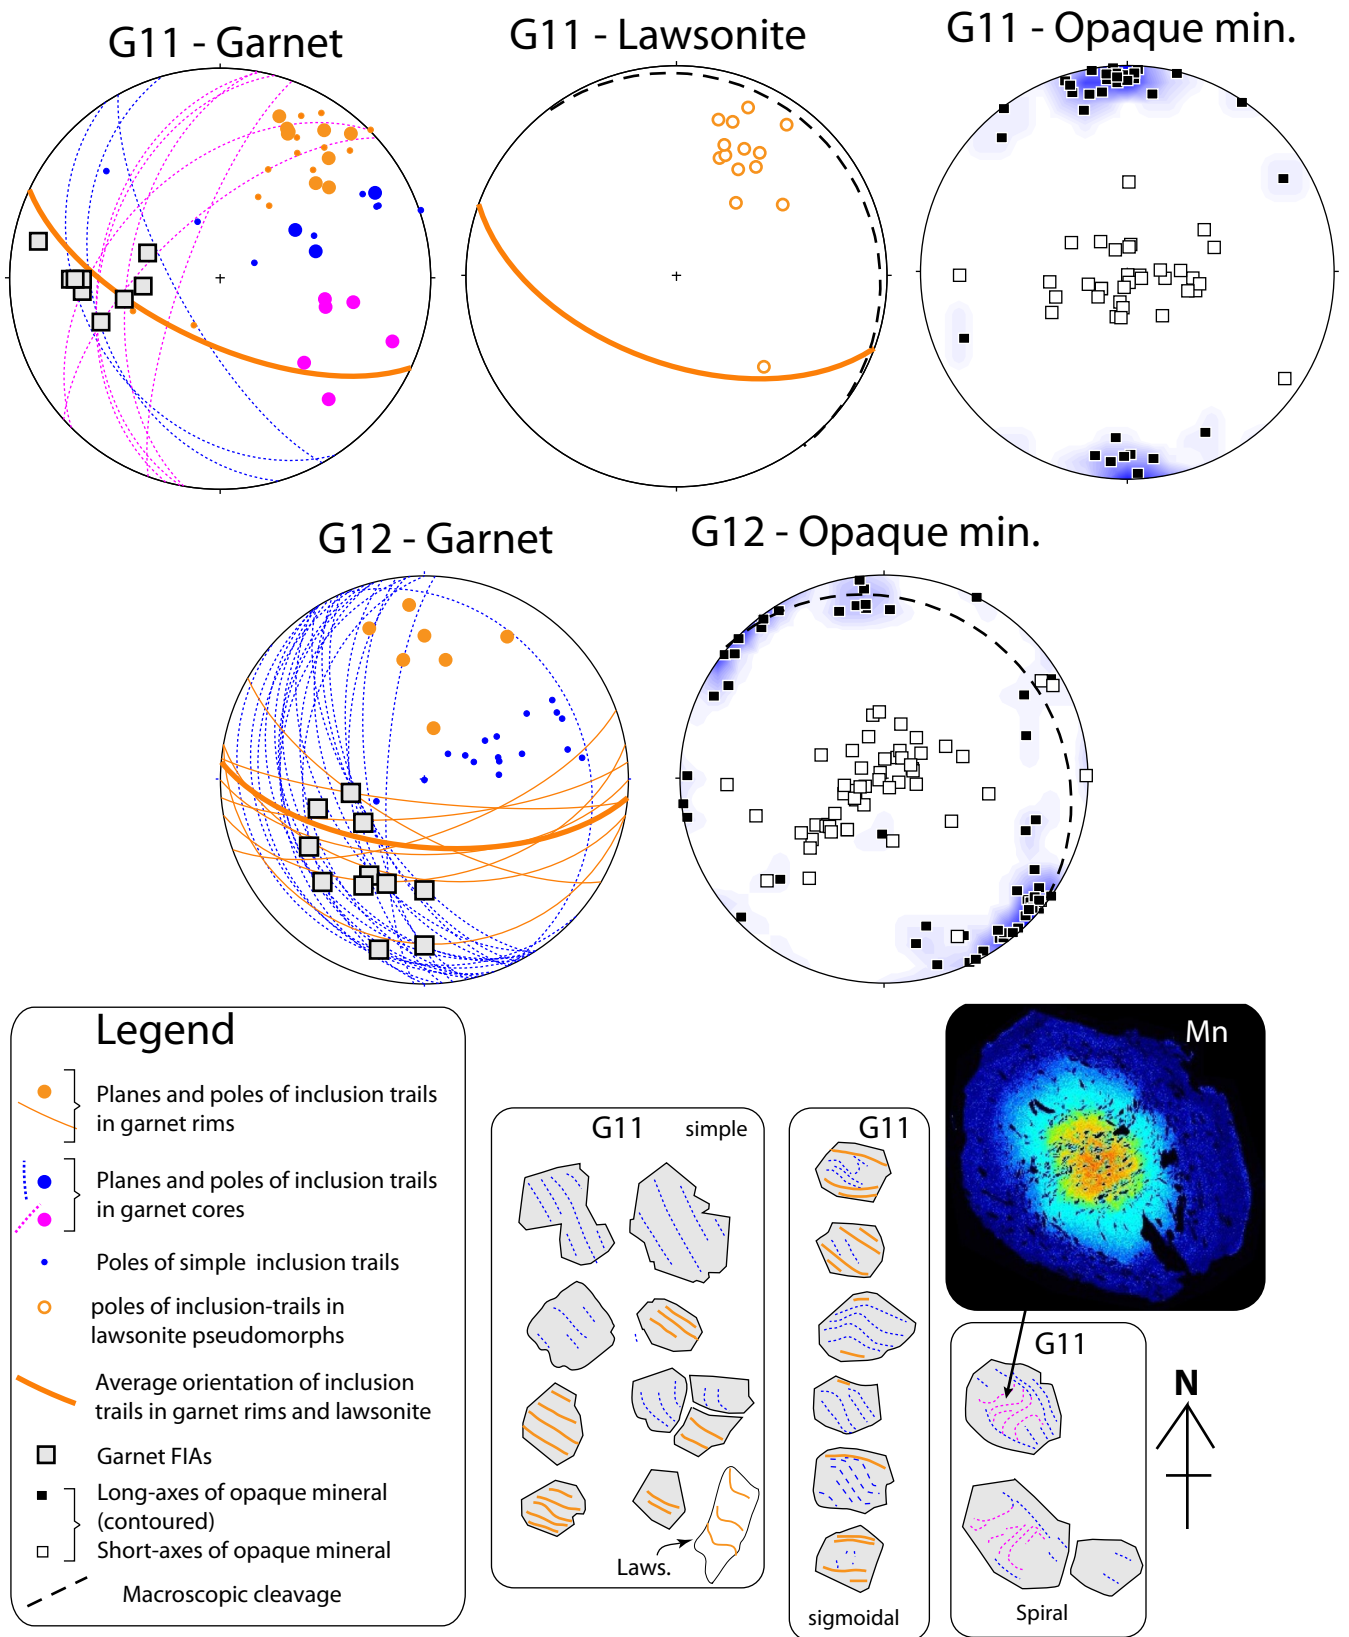 G11 - Garnet
G11 - Lawsonite
G11 - Opaque min.
G12 - Garnet
G12 - Opaque min.
Legend
Planes and poles of inclusion trails
in garnet rims
Planes and poles of inclusion trails
in garnet cores
Poles of simple inclusion trails
poles of inclusion-trails in
lawsonite pseudomorphs
Average orientation of inclusion
trails in garnet rims and lawsonite
Garnet FIAs
Long-axes of opaque mineral
(contoured)
Short-axes of opaque mineral
Macroscopic cleavage
G11 simple
Laws.
G11
sigmoidal
Mn
G11
Spiral
N